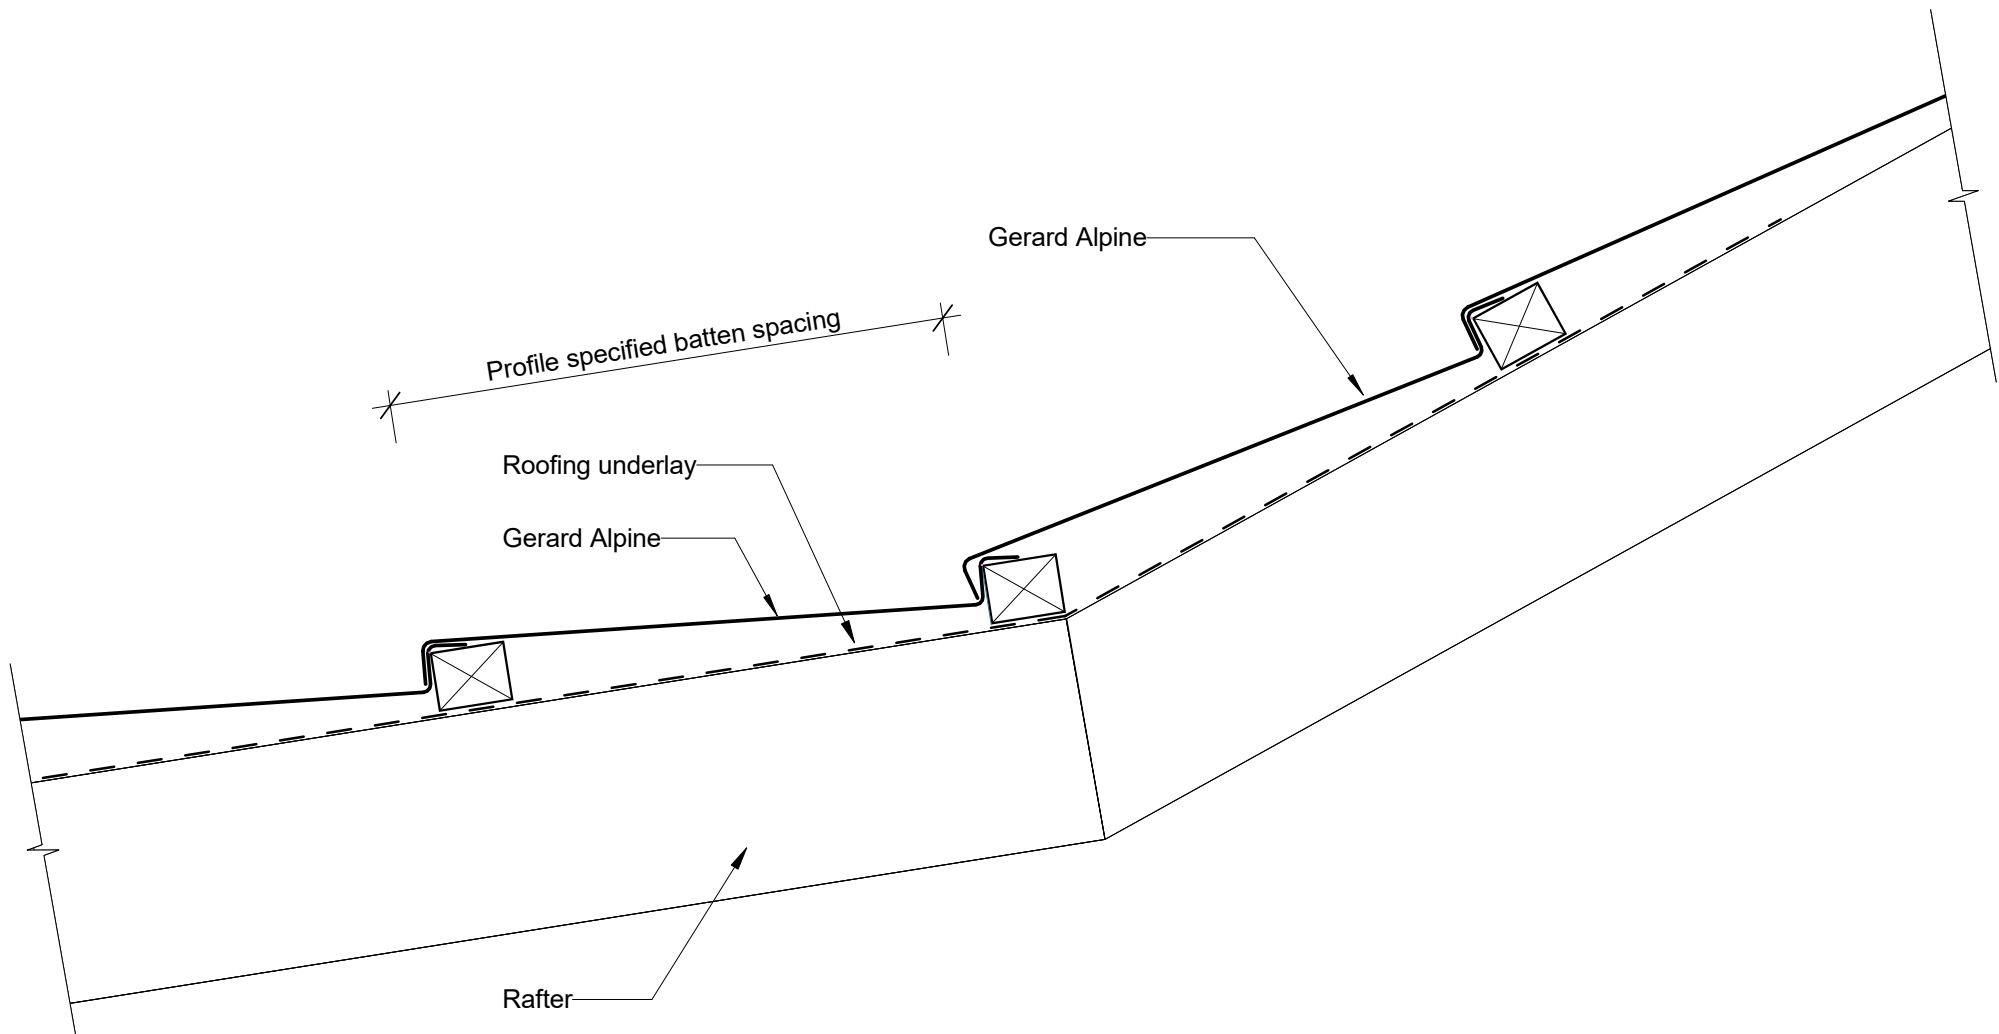 Gerard Alpine
Profile specified batten spacing
Roofing underlay
Gerard Alpine
Rafter